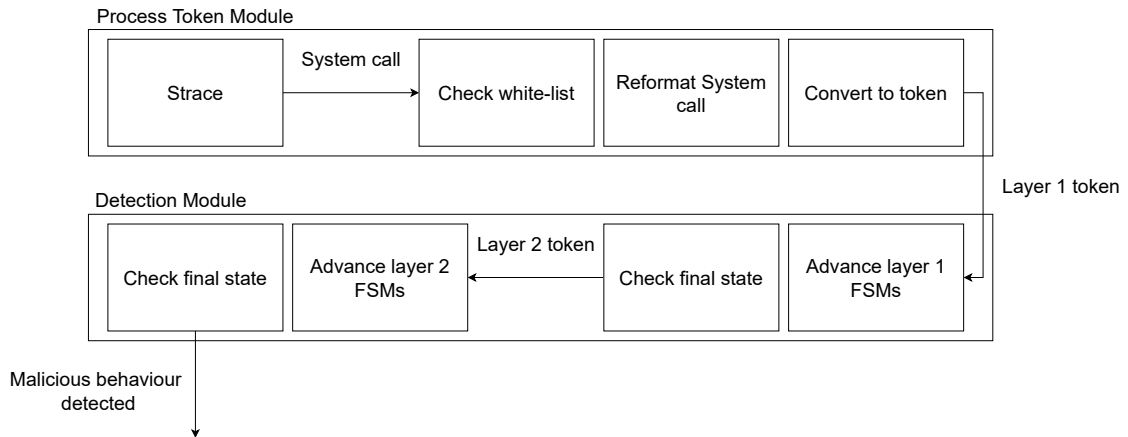 Process Token Module
Strace
System call
Check white-list
Reformat System
call
Convert to token
Layer 1 token
Detection Module
Check final state
Advance layer 2
FSMs
Layer 2 token
Check final state
Advance layer 1
FSMs
Malicious behaviour
detected